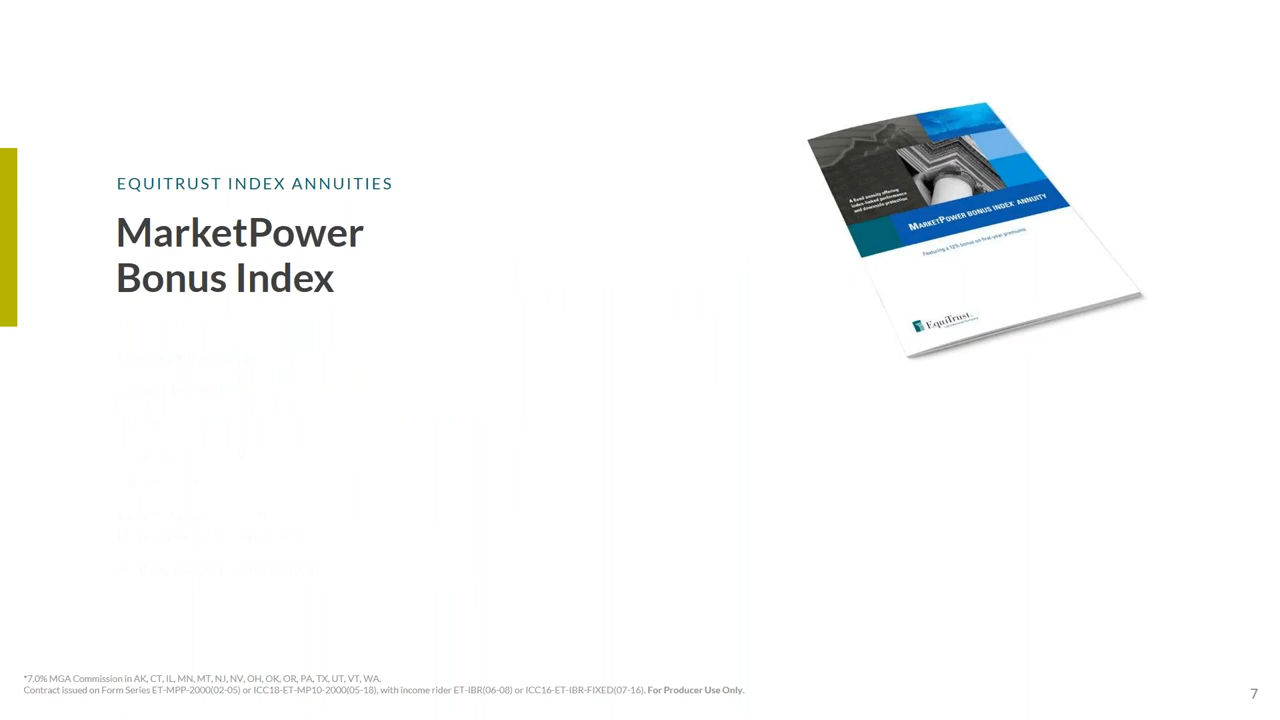 EQUITRUST INDEX ANNUITIES
MarketPower
Bonus Index
A fixed annuity offering
index-linked performance
and downside protection
MARKETPOWER BONUS INDEX® ANNUITY
Featuring a 10% bonus on first-year premiums
EquiTrust
*7.0% MGA Commission in AK, CT, IL, MN, MT, NJ, NV, OH, OK, OR, PA, TX, UT, VT, WA.
Contract issued on Form Series ET-MPP-2000(02-05) or ICC18-ET-MP10-2000(05-18), with income rider ET-IBR(06-08) or ICC16-ET-IBR-FIXED(07-16). For Producer Use Only.
7